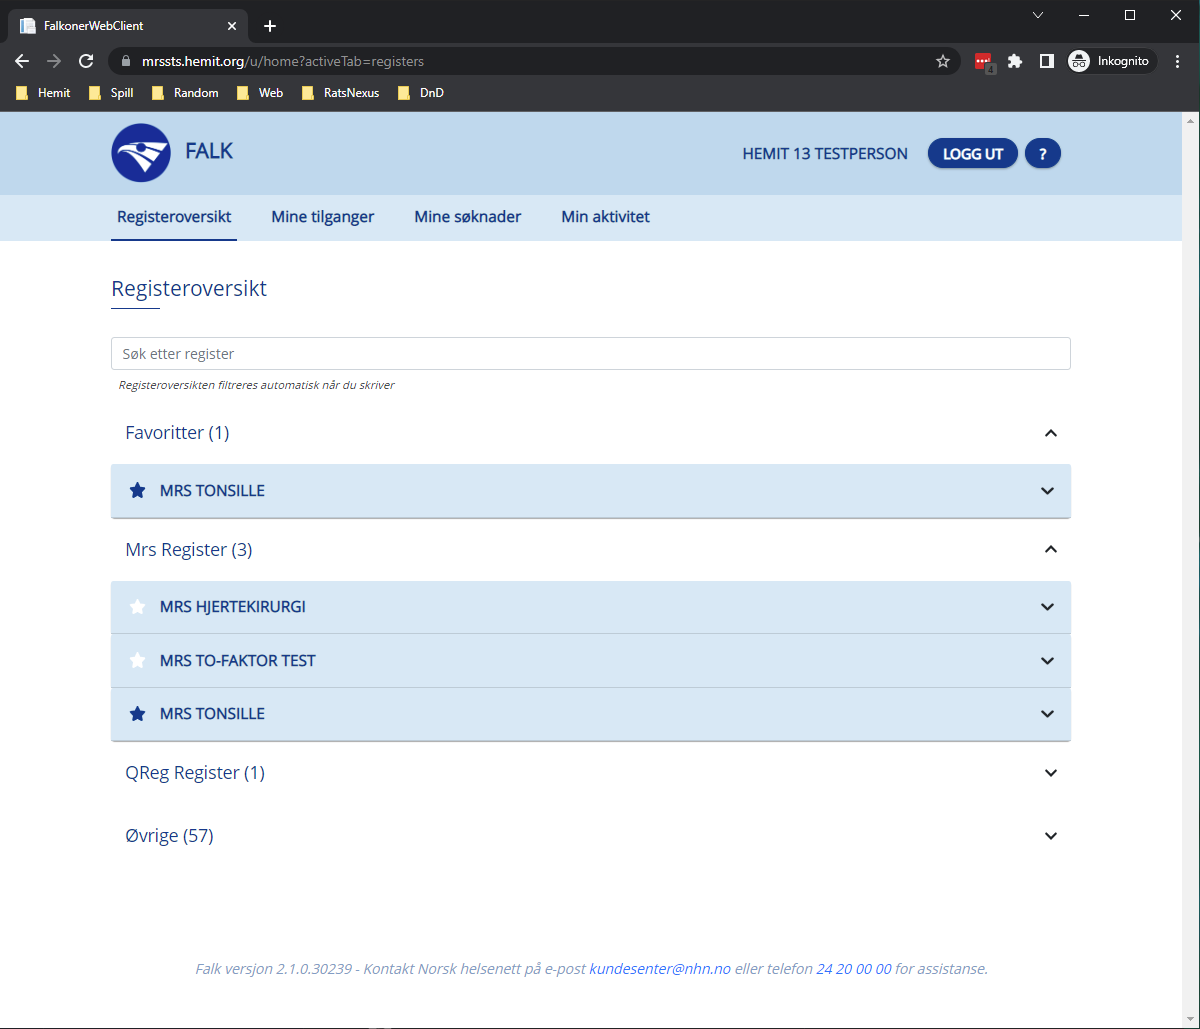 FalkonerWebClient
mrssts.hemit.org/u/home?activeTab=registers
4
Inkognito
Hemit Spill Random Web RatsNexus DnD
FALK
HEMIT 13 TESTPERSON LOGG UT ?
Registeroversikt Mine tilganger Mine søknader Min aktivitet
Registeroversikt
Søk etter register
Registeroversikten filtreres automatisk når du skriver
Favoritter (1)
MRS TONSILLE
Mrs Register (3)
MRS HJERTEKIRURGI
MRS TO-FAKTOR TEST
MRS TONSILLE
QReg Register (1)
Øvrige (57)
Falk versjon 2.1.0.30239 - Kontakt Norsk helsenett på e-post kundesenter@nhn.no eller telefon 24 20 00 00 for assistanse.